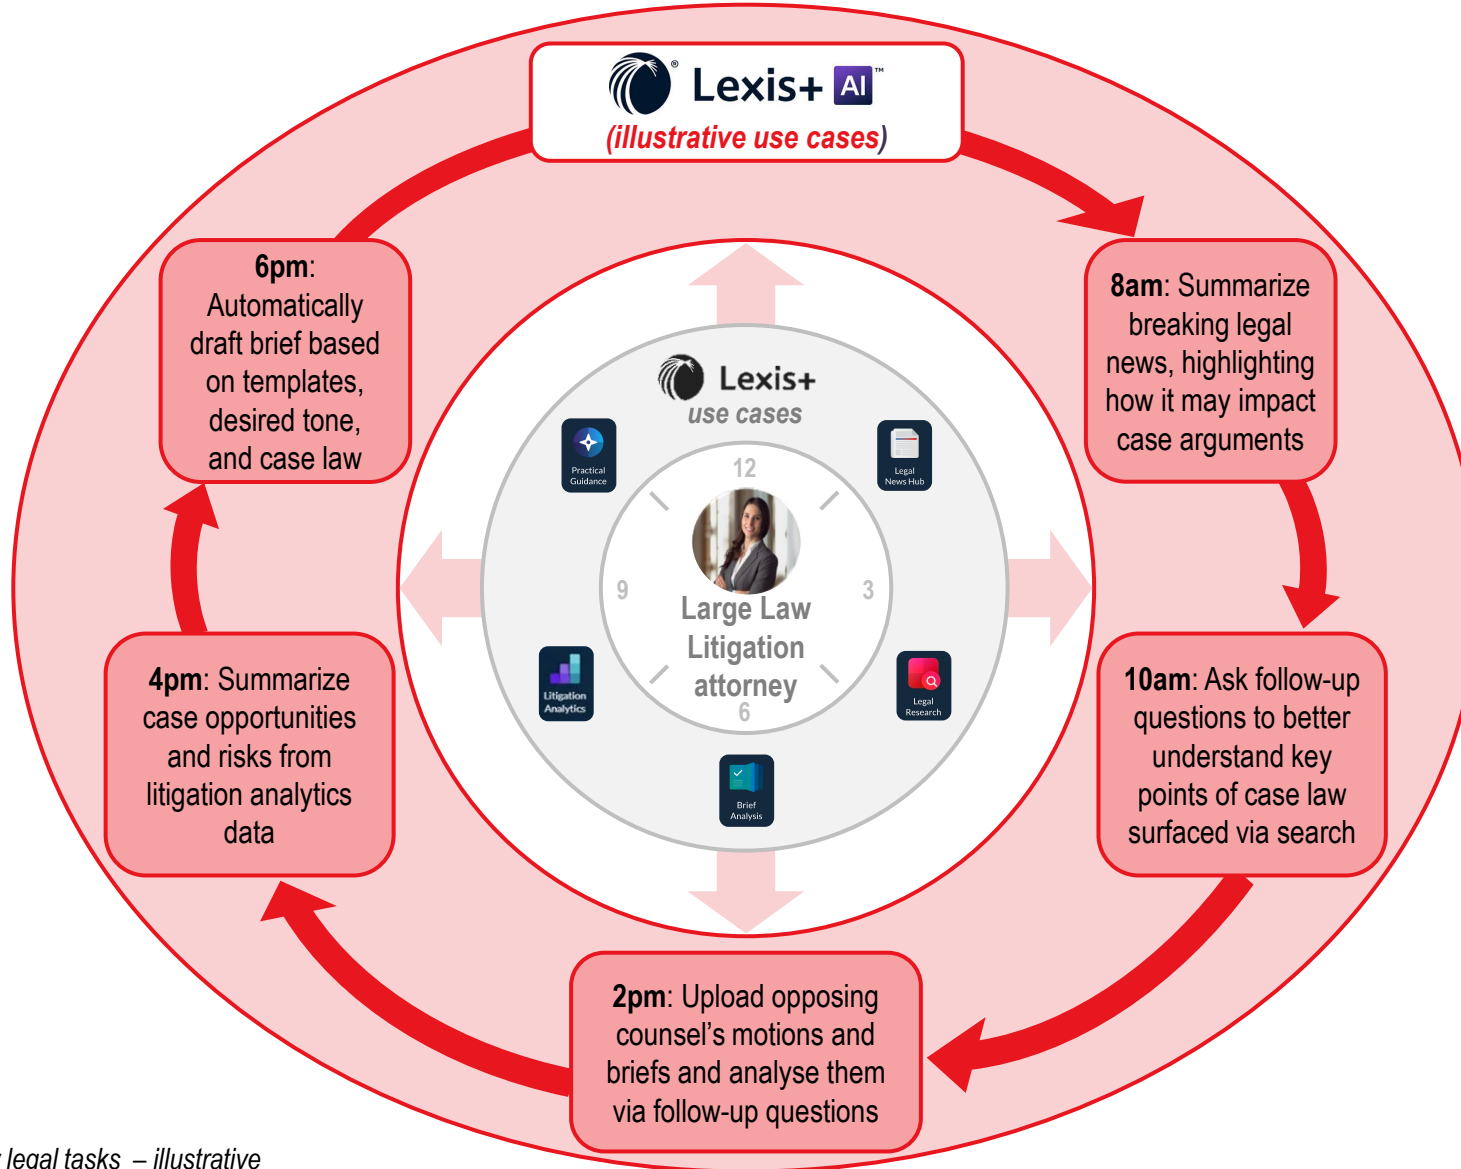 Lexis+ AI™
(illustrative use cases)
8am: Summarize
breaking legal
news, highlighting
how it may impact
case arguments
10am: Ask follow-up
questions to better
understand key
points of case law
surfaced via search
2pm: Upload opposing
counsel’s motions and
briefs and analyse them
via follow-up questions
4pm: Summarize
case opportunities
and risks from
litigation analytics
data
6pm:
Automatically
draft brief based
on templates,
desired tone,
and case law
Lexis+
use cases
Practical
Guidance
Legal
News Hub
Legal
Research
Brief
Analysis
Litigation
Analytics
12
3
6
9
Large Law
Litigation
attorney
legal tasks – illustrative